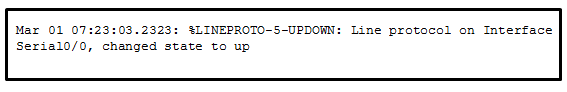 Mar 01 07:23:03.2323: %LINEPROTO-5-UPDOWN: Line protocol on Interface
Serial0/0, changed state to up